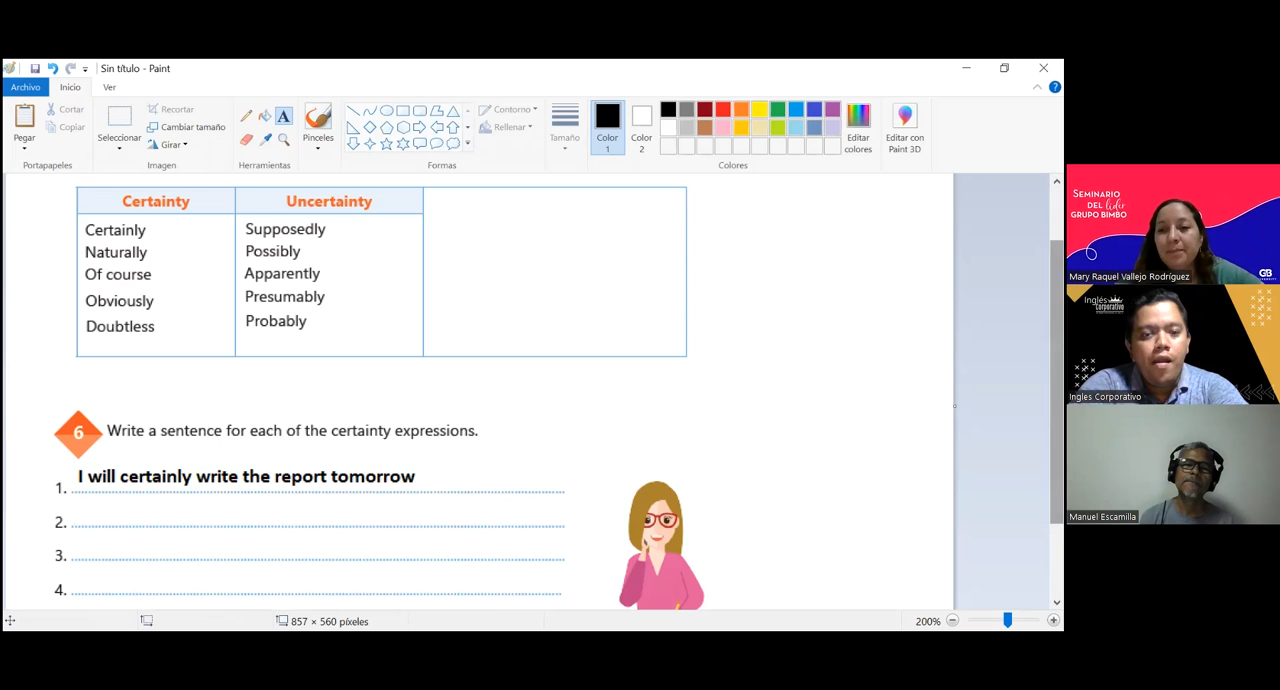 Sin título - Paint
Archivo Inicio Ver
Pegar
Cortar
Copiar
Portapapeles
Seleccionar
Recortar
Cambiar tamaño
Girar
Imagen
A
Herramientas
Pinceles
Contorno
Rellenar
Formas
Tamaño
Color
1
Color
2
Editar
colores
Colores
Editar con
Paint 3D
Certainty Uncertainty
Certainly Supposedly
Naturally Possibly
Of course Apparently
Obviously Presumably
Doubtless Probably
6 Write a sentence for each of the certainty expressions.
1. I will certainly write the report tomorrow
2.
3.
4.
857 × 560 píxeles
200%
SEMINARIO
DEL líder
GRUPO BIMBO
GB
Mary Raquel Vallejo Rodríguez
Inglés
Corporativo
Ingles Corporativo
Manuel Escamilla